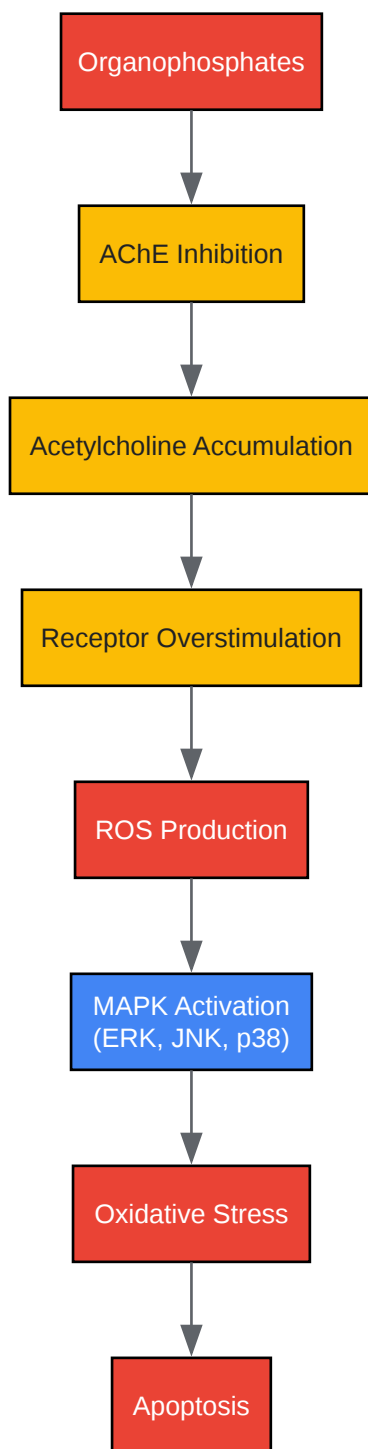 Organophosphates
AChE Inhibition
Acetylcholine Accumulation
Receptor Overstimulation
ROS Production
MAPK Activation
(ERK, JNK, p38)
Oxidative Stress
Apoptosis